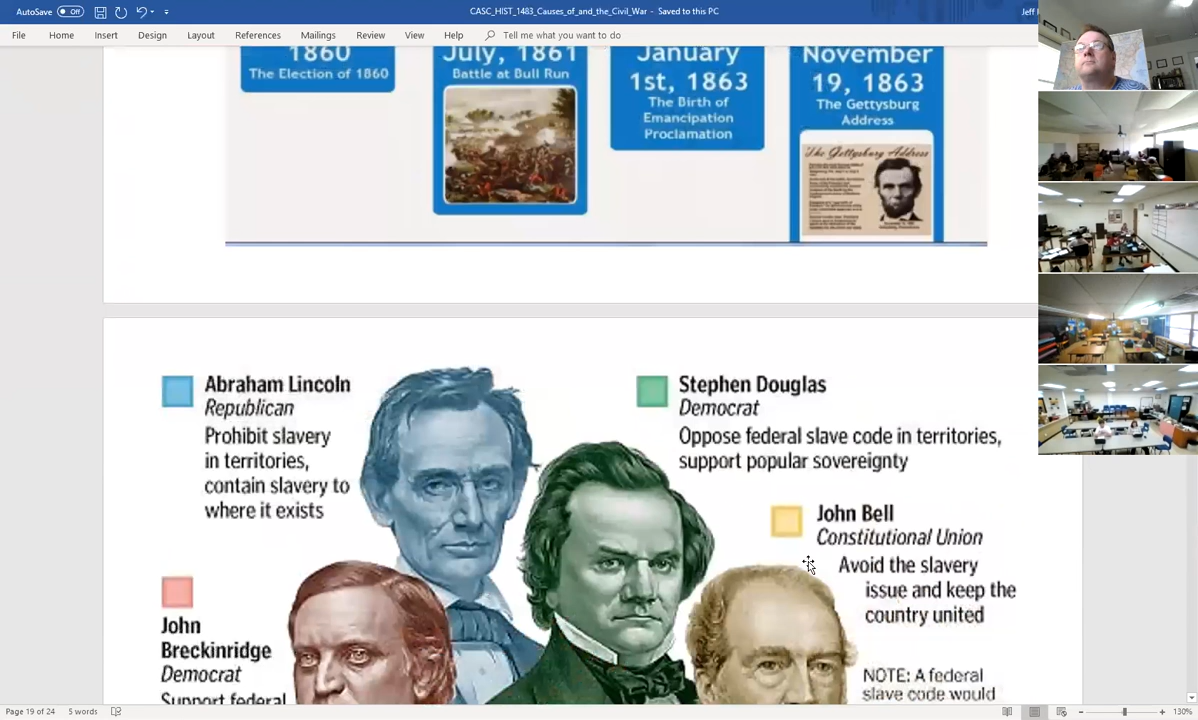 AutoSave Off CASC_HIST_1483_Causes_of_and_the_Civil_War - Saved to this PC Jeff
File Home Insert Design Layout References Mailings Review View Help Tell me what you want to do
1860
The Election of 1860
July, 1861
Battle at Bull Run
January
1st, 1863
The Birth of
Emancipation
Proclamation
November
19, 1863
The Gettysburg
Address
The Gettysburg Address
Abraham Lincoln
Republican
Prohibit slavery
in territories,
contain slavery to
where it exists
Stephen Douglas
Democrat
Oppose federal slave code in territories,
support popular sovereignty
John Bell
Constitutional Union
Avoid the slavery
issue and keep the
country united
John
Breckinridge
Democrat
Support federal
NOTE: A federal
slave code would
Page 19 of 24 5 words 130%